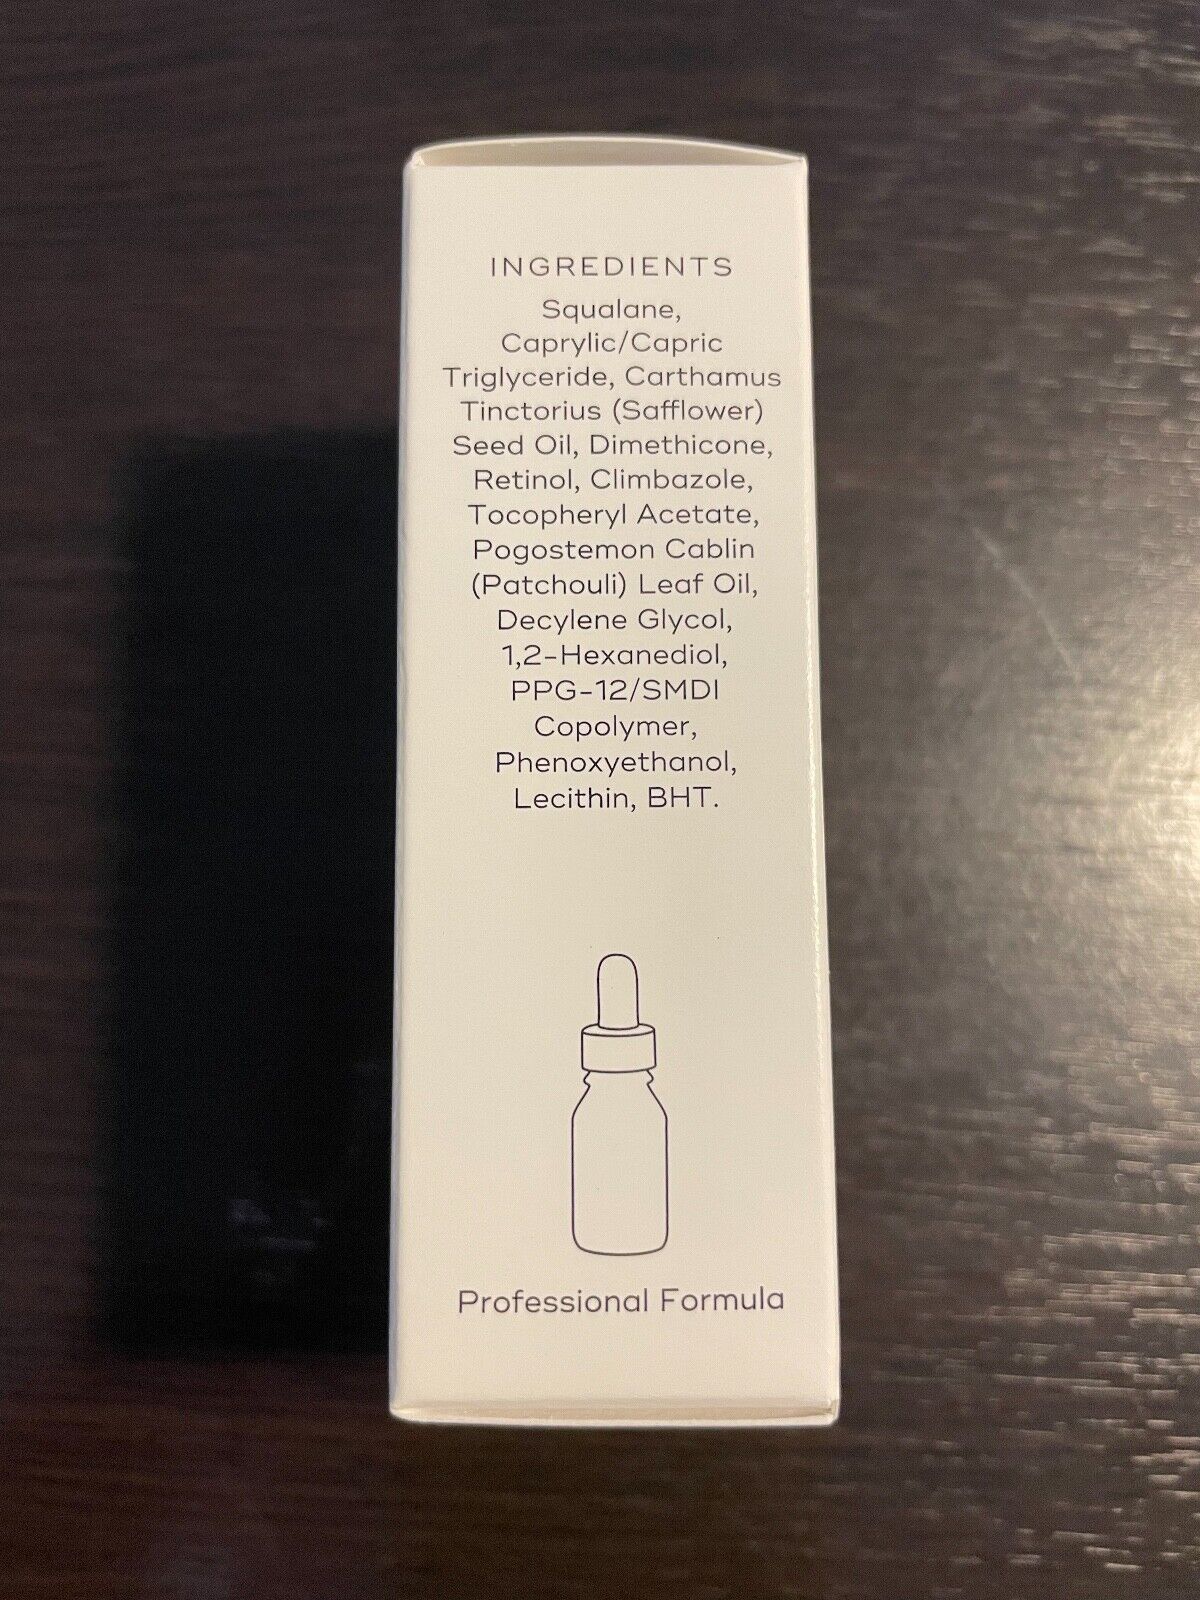 INGREDIENTS
Squalane,
Caprylic/Capric
Triglyceride, Carthamus
Tinctorius (Safflower)
Seed Oil, Dimethicone,
Retinol, Climbazole,
Tocopheryl Acetate,
Pogostemon Cablin
(Patchouli) Leaf Oil,
Decylene Glycol,
1,2-Hexanediol,
PPG-12/SMDI
Copolymer,
Phenoxyethanol,
Lecithin, BHT.
Professional Formula